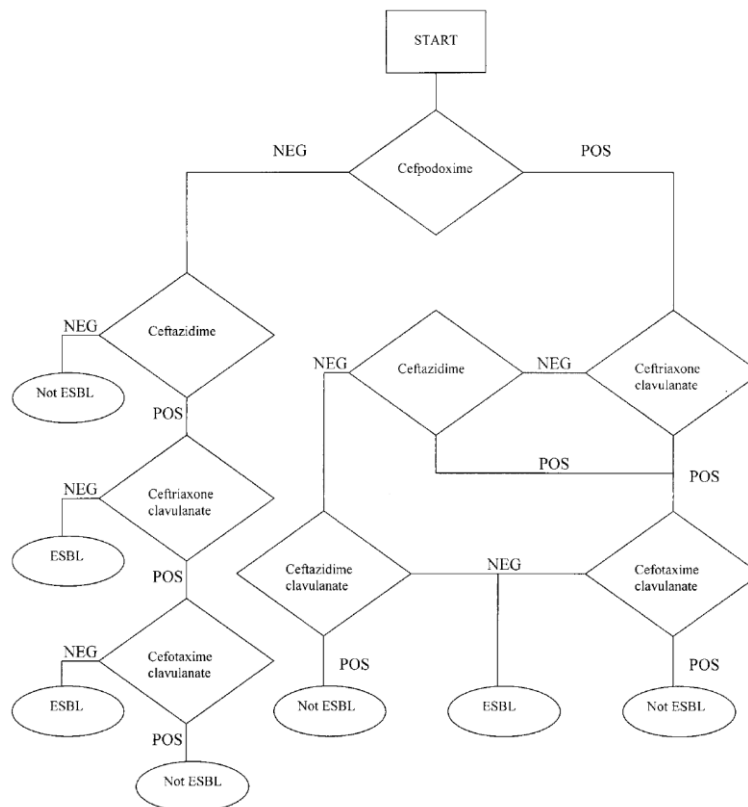 START
NEG
POS
Cefpodoxime
NEG
Ceftazidime
NEG
Ceftazidime
NEG
Ceftriaxone
clavulanate
Not ESBL
POS
POS
POS
NEG
Ceftriaxone
clavulanate
ESBL
Ceftazidime
clavulanate
NEG
Cefotaxime
clavulanate
POS
NEG
Cefotaxime
clavulanate
POS
POS
ESBL
Not ESBL
ESBL
Not ESBL
POS
Not ESBL